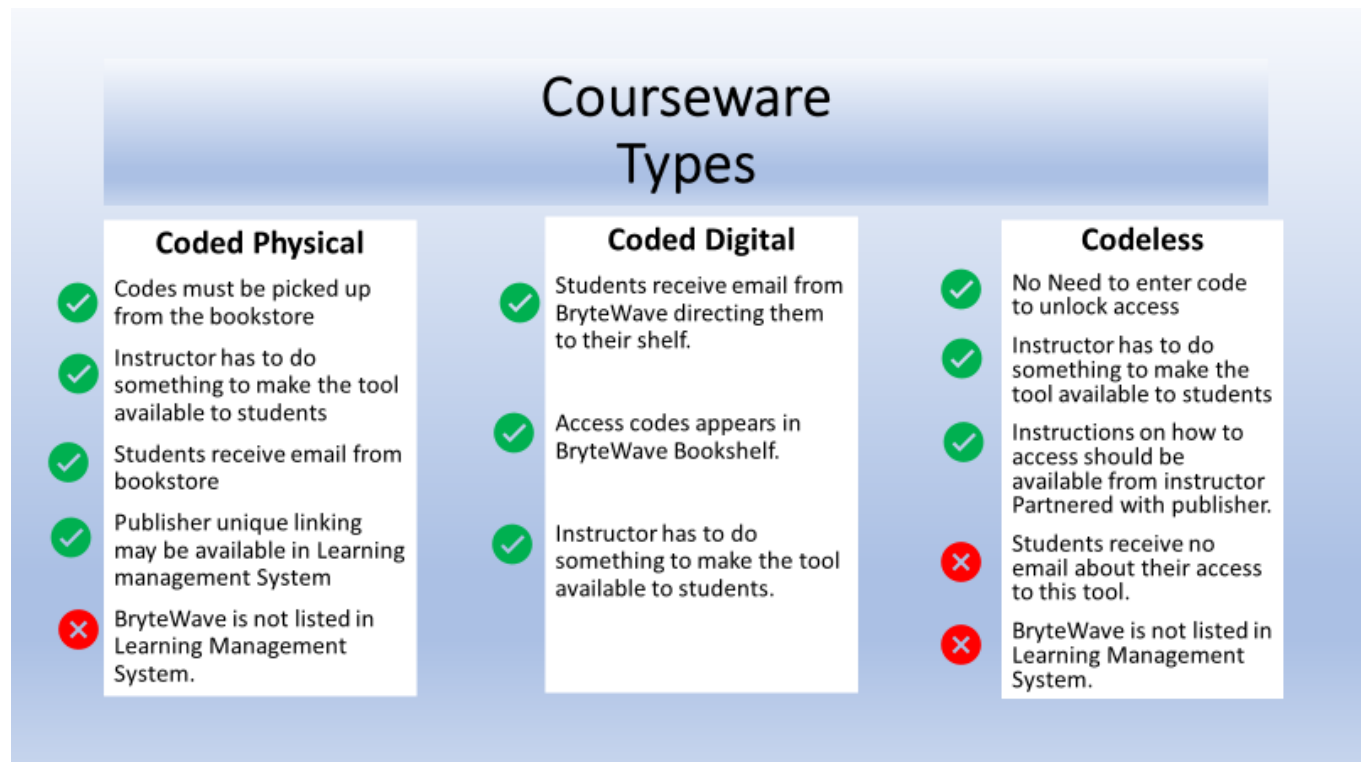 Courseware
Types
Coded Physical
Codes must be picked up
from the bookstore
Instructor has to do
something to make the tool
available to students
Students receive email from
bookstore
Publisher unique linking
may be available in Learning
management System
BryteWave is not listed in
Learning Management
System.
Coded Digital
Students receive email from
BryteWave directing them
to their shelf.
Access codes appears in
BryteWave Bookshelf.
Instructor has to do
something to make the tool
available to students.
Codeless
No Need to enter code
to unlock access
Instructor has to do
something to make the
tool available to students
Instructions on how to
access should be
available from instructor
Partnered with publisher.
Students receive no
email about their access
to this tool.
BryteWave is not listed in
Learning Management
System.